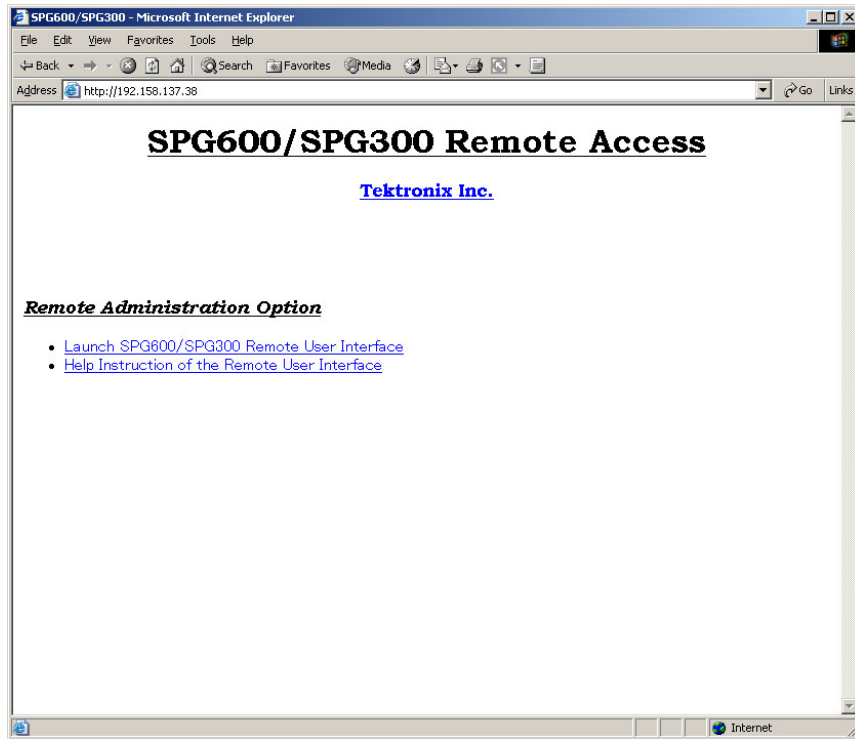 SPG600/SPG300 - Microsoft Internet Explorer
File Edit View Favorites Tools Help
Back Search Favorites Media
Address http://192.158.137.38 Go Links
SPG600/SPG300 Remote Access
Tektronix Inc.
Remote Administration Option
• Launch SPG600/SPG300 Remote User Interface
• Help Instruction of the Remote User Interface
Internet